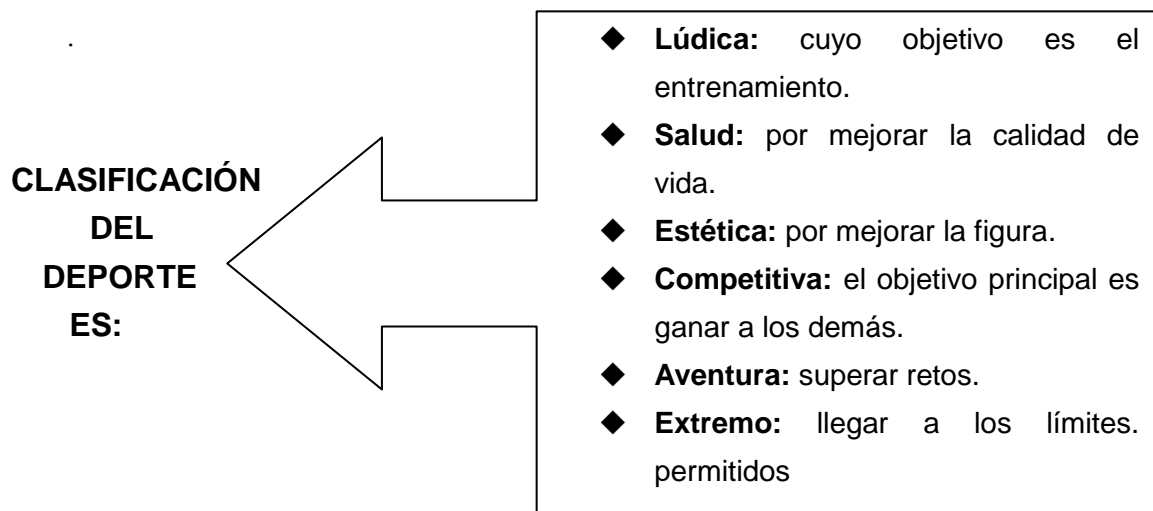 CLASIFICACIÓN
DEL
DEPORTE
ES:
◆ Lúdica: cuyo objetivo es el
entrenamiento.
◆ Salud: por mejorar la calidad de
vida.
◆ Estética: por mejorar la figura.
◆ Competitiva: el objetivo principal es
ganar a los demás.
◆ Aventura: superar retos.
◆ Extremo: llegar a los límites.
permitidos